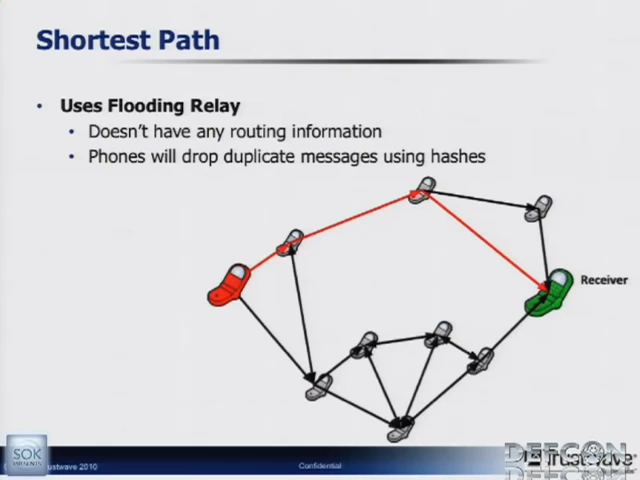 Shortest Path
Uses Flooding Relay
Doesn't have any routing information
Phones will drop duplicate messages using hashes
Receiver
SOK
Trustwave 2010
Confidential
DEFCON
Trustwave